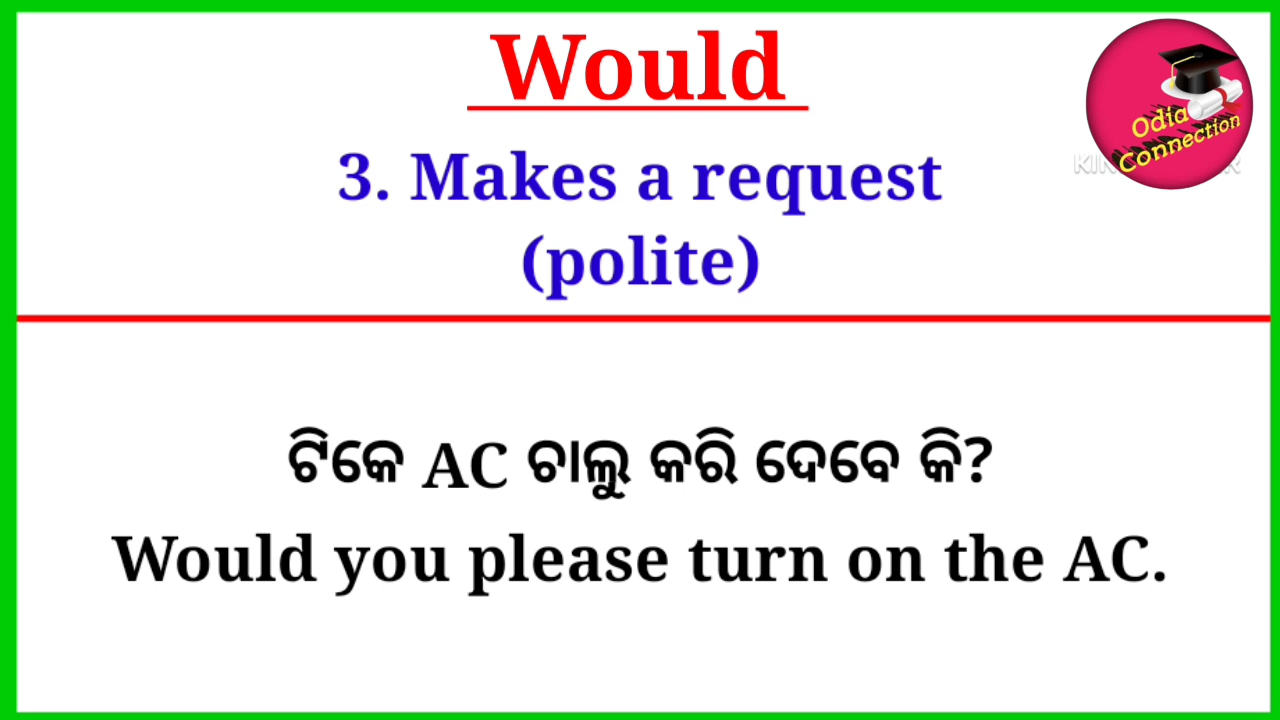 Would
3. Makes a request
(polite)
Odia
Connection
ଟିକେ AC ଚାଲୁ କରି ଦେବେ କି?
Would you please turn on the AC.